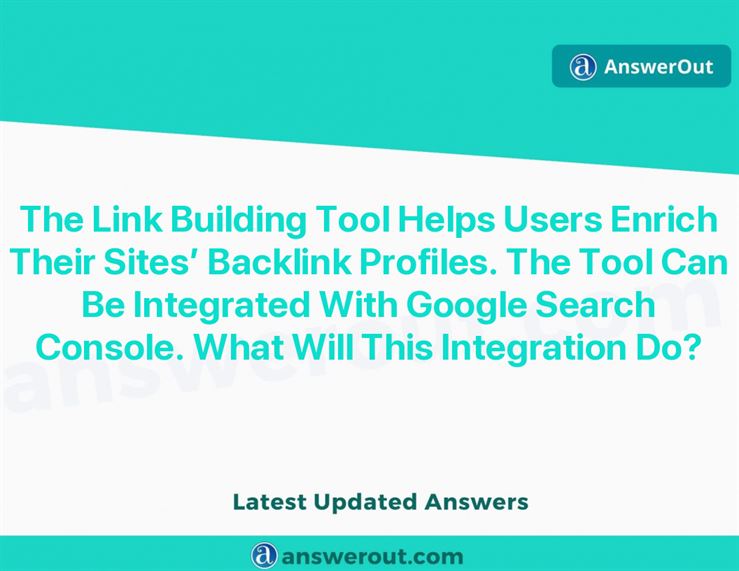 AnswerOut
The Link Building Tool Helps Users Enrich
Their Sites’ Backlink Profiles. The Tool Can
Be Integrated With Google Search
Console. What Will This Integration Do?
answerout.com
Latest Updated Answers
answerout.com